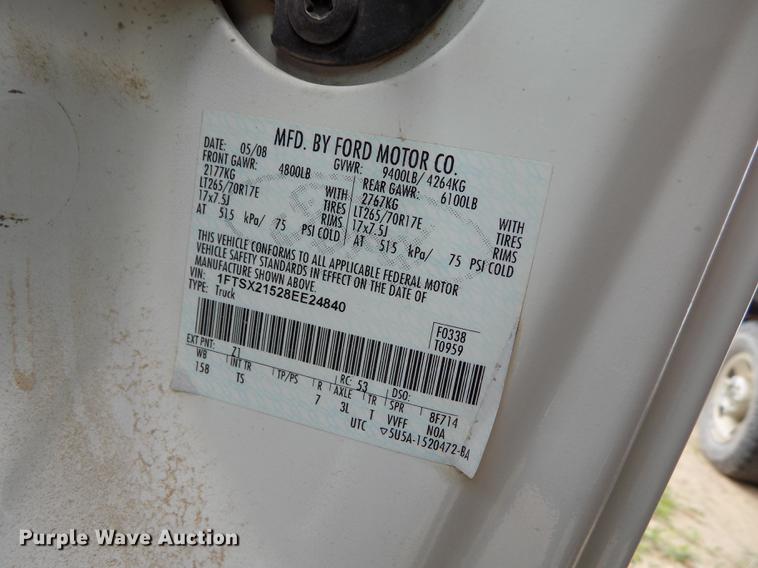 MFD. BY FORD MOTOR CO.
DATE: 05/08 GVWR: 9400LB/ 4264KG
FRONT GAWR: 4800LB REAR GAWR: 6100LB
2177KG WITH 2767KG WITH
LT265/70R17E TIRES LT265/70R17E TIRES
17x7.5J RIMS 17x7.5J RIMS
AT 515 kPa/ 75 PSI COLD AT 515 kPa/ 75 PSI COLD
THIS VEHICLE CONFORMS TO ALL APPLICABLE FEDERAL MOTOR
VEHICLE SAFETY STANDARDS IN EFFECT ON THE DATE OF
MANUFACTURE SHOWN ABOVE.
VIN: 1FTSX21528EE24840
TYPE: Truck
F0338
T0959
EXT PNT: Z1 RC: 53 DSO:
WB INT TR TP/PS R AXLE TR SPR 8F714
158 TS 7 3L T VVFF NOA
UTC ▽5U5A-1520472-BA
Purple Wave Auction